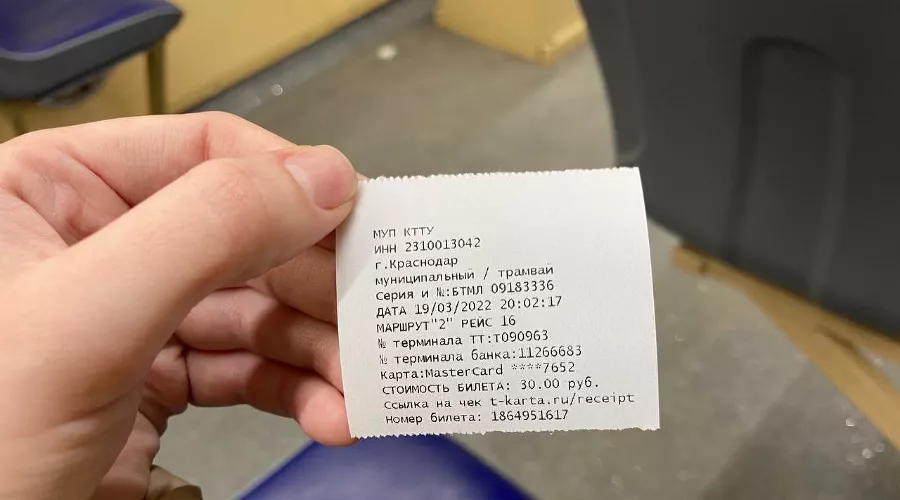 МУП КТТУ
ИНН 2310013042
г.Краснодар
муниципальный / трамвай
Серия и №:БТМЛ 09183336
ДАТА 19/03/2022 20:02:17
МАРШРУТ"2" РЕЙС 16
№ терминала ТТ:Т090963
№ терминала банка:11266683
Карта:MasterCard ****7652
СТОИМОСТЬ БИЛЕТА: 30.00 руб.
Ссылка на чек t-karta.ru/receipt
Номер билета: 1864951617